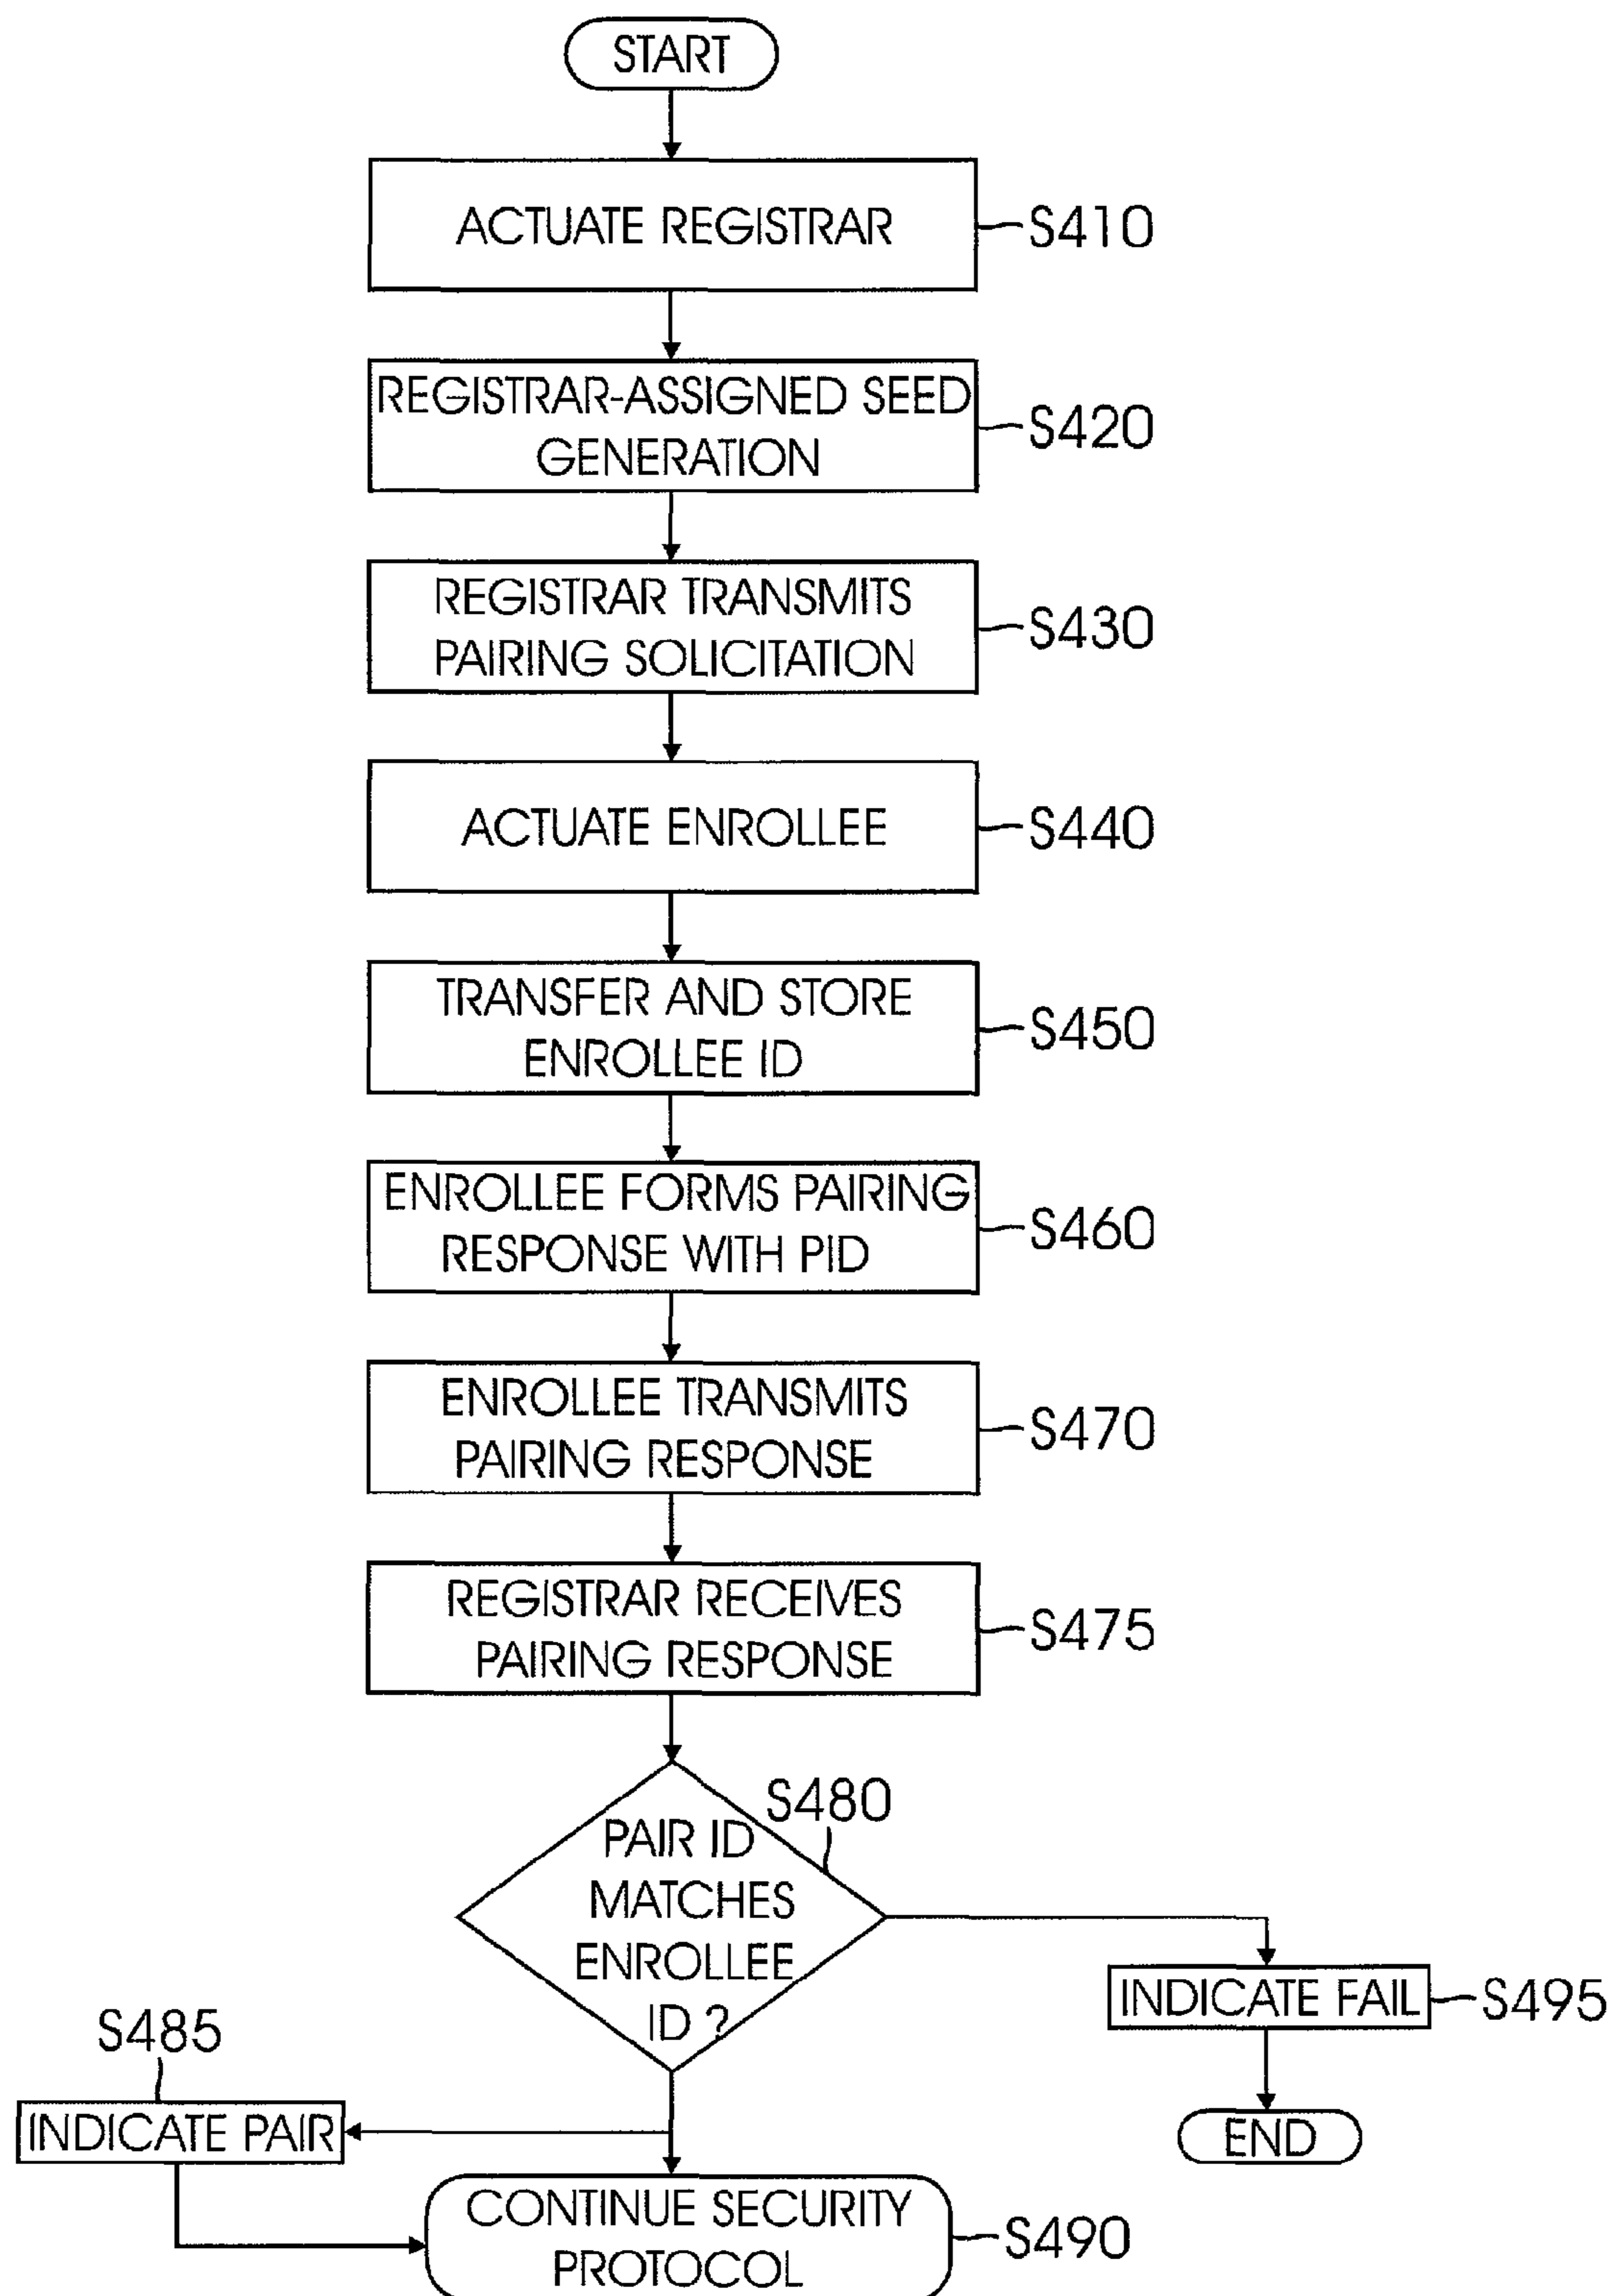 START
ACTUATE REGISTRAR
S410
REGISTRAR-ASSIGNED SEED
GENERATION
S420
REGISTRAR TRANSMITS
PAIRING SOLICITATION
S430
ACTUATE ENROLLEE
S440
TRANSFER AND STORE
ENROLLEE ID
S450
ENROLLEE FORMS PAIRING
RESPONSE WITH PID
S460
ENROLLEE TRANSMITS
PAIRING RESPONSE
S470
REGISTRAR RECEIVES
PAIRING RESPONSE
S475
S480
PAIR ID
MATCHES
ENROLLEE
ID ?
INDICATE FAIL
S495
END
S485
INDICATE PAIR
CONTINUE SECURITY
PROTOCOL
S490